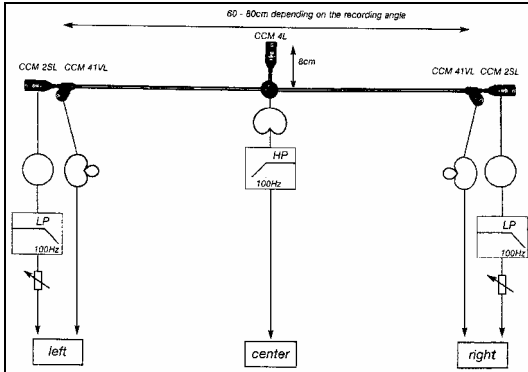 60 - 80cm depending on the recording angle
CCM 4L
8cm
CCM 2SL
CCM 41VL
CCM 41VL
CCM 2SL
HP
100Hz
LP
100Hz
LP
100Hz
left
center
right